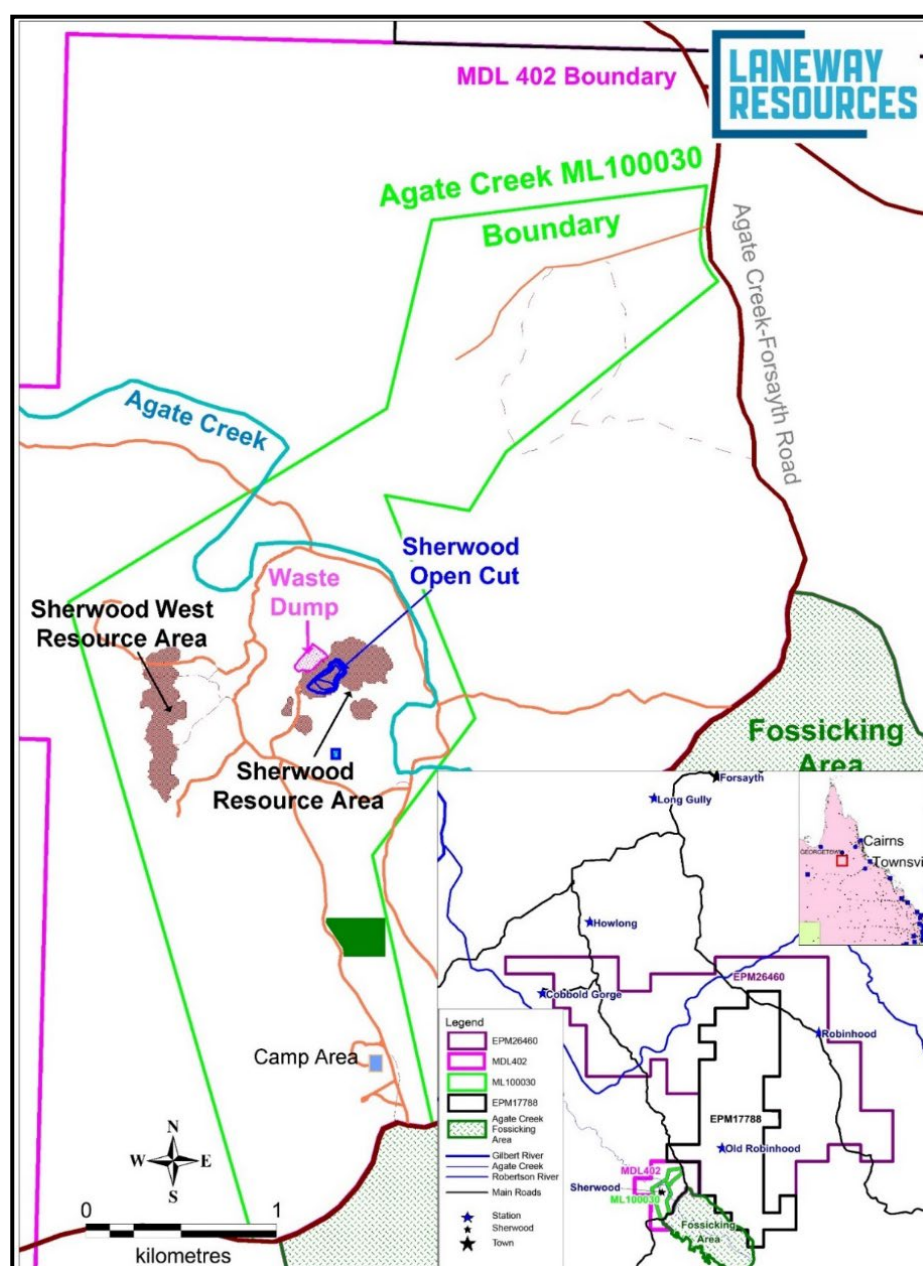 LANEWAY
RESOURCES
MDL 402 Boundary
Agate Creek ML100030
Boundary
Agate Creek-Forsayth Road
Agate Creek
Sherwood
Open Cut
Waste
Dump
Sherwood West
Resource Area
Sherwood
Resource Area
Fossicking
Area
Camp Area
N
W
E
S
0
1
kilometres
Forsayth
Long Gully
Howlong
Cobbold Gorge
EPM26460
Robinhood
EPM17788
Old Robinhood
MDL402
Sherwood
ML100030
Fossicking
Area
GEORGETOWN
Cairns
Townsvi
Legend
EPM26460
MDL402
ML100030
EPM17788
Agate Creek
Fossicking
Area
Gilbert River
Agate Creek
Robertson River
Main Roads
Station
Sherwood
Town